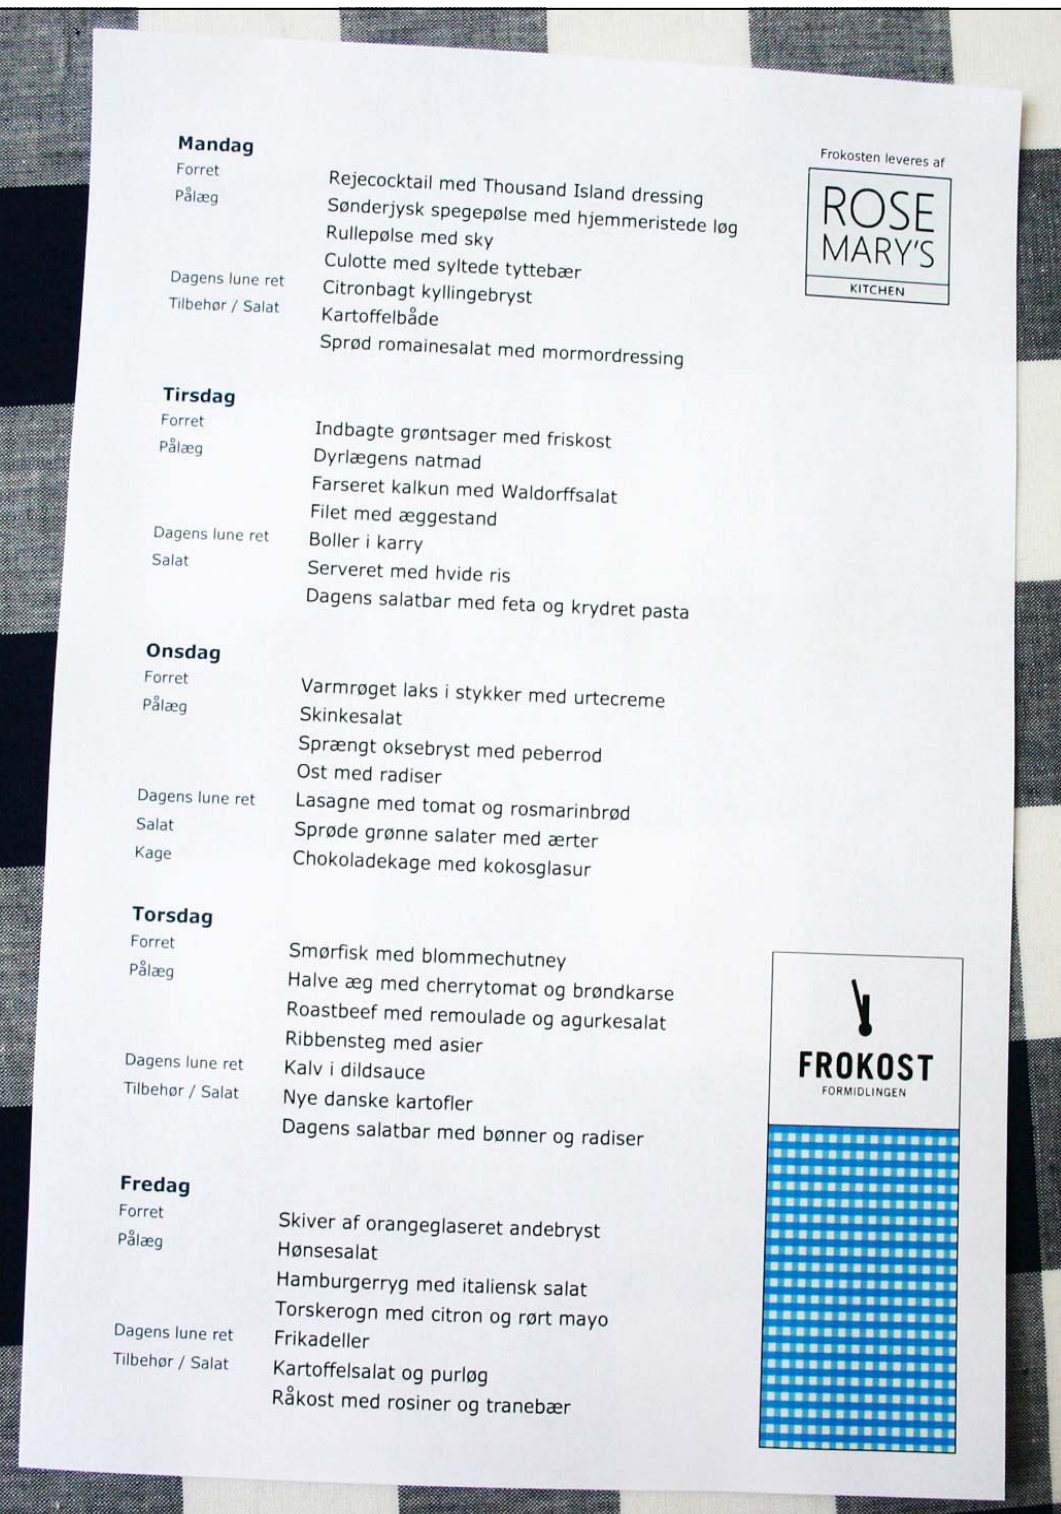 Mandag
Forret Rejecocktail med Thousand Island dressing
Pålæg Sønderjysk spegepølse med hjemmeristede løg
Rullepølse med sky
Culotte med syltede tyttebær
Dagens lune ret Citronbagt kyllingebryst
Tilbehør / Salat Kartoffelbåde
Sprød romainesalat med mormordressing
Frokosten leveres af
ROSE
MARY'S
KITCHEN
Tirsdag
Forret Indbagte grøntsager med friskost
Pålæg Dyrlægens natmad
Farseret kalkun med Waldorffsalat
Filet med æggestand
Dagens lune ret Boller i karry
Salat Serveret med hvide ris
Dagens salatbar med feta og krydret pasta
Onsdag
Forret Varmrøget laks i stykker med urtecreme
Pålæg Skinkesalat
Sprængt oksebryst med peberrod
Ost med radiser
Dagens lune ret Lasagne med tomat og rosmarinbrød
Salat Sprøde grønne salater med ærter
Kage Chokoladekage med kokosglasur
Torsdag
Forret Smørfisk med blommechutney
Pålæg Halve æg med cherrytomat og brøndkarse
Roastbeef med remoulade og agurkesalat
Ribbensteg med asier
Dagens lune ret Kalv i dildsauce
Tilbehør / Salat Nye danske kartofler
Dagens salatbar med bønner og radiser
FROKOST
FORMIDLINGEN
Fredag
Forret Skiver af orangeglaseret andebryst
Pålæg Hønsesalat
Hamburgerryg med italiensk salat
Torskerogn med citron og rørt mayo
Dagens lune ret Frikadeller
Tilbehør / Salat Kartoffelsalat og purløg
Råkost med rosiner og tranebær